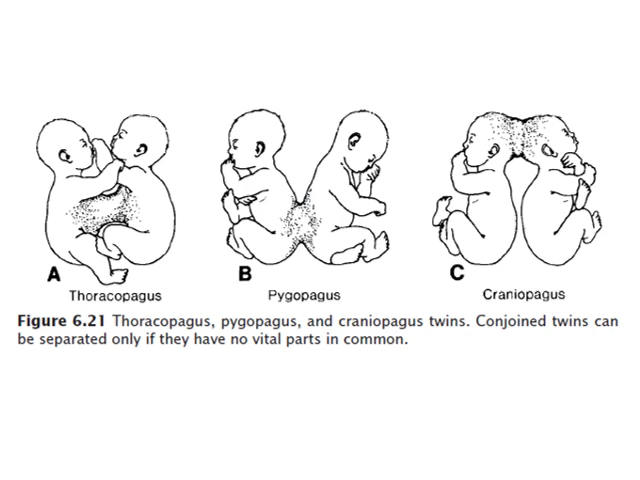 A B C
Thoracopagus Pygopagus Craniopagus
Figure 6.21 Thoracopagus, pygopagus, and craniopagus twins. Conjoined twins can
be separated only if they have no vital parts in common.